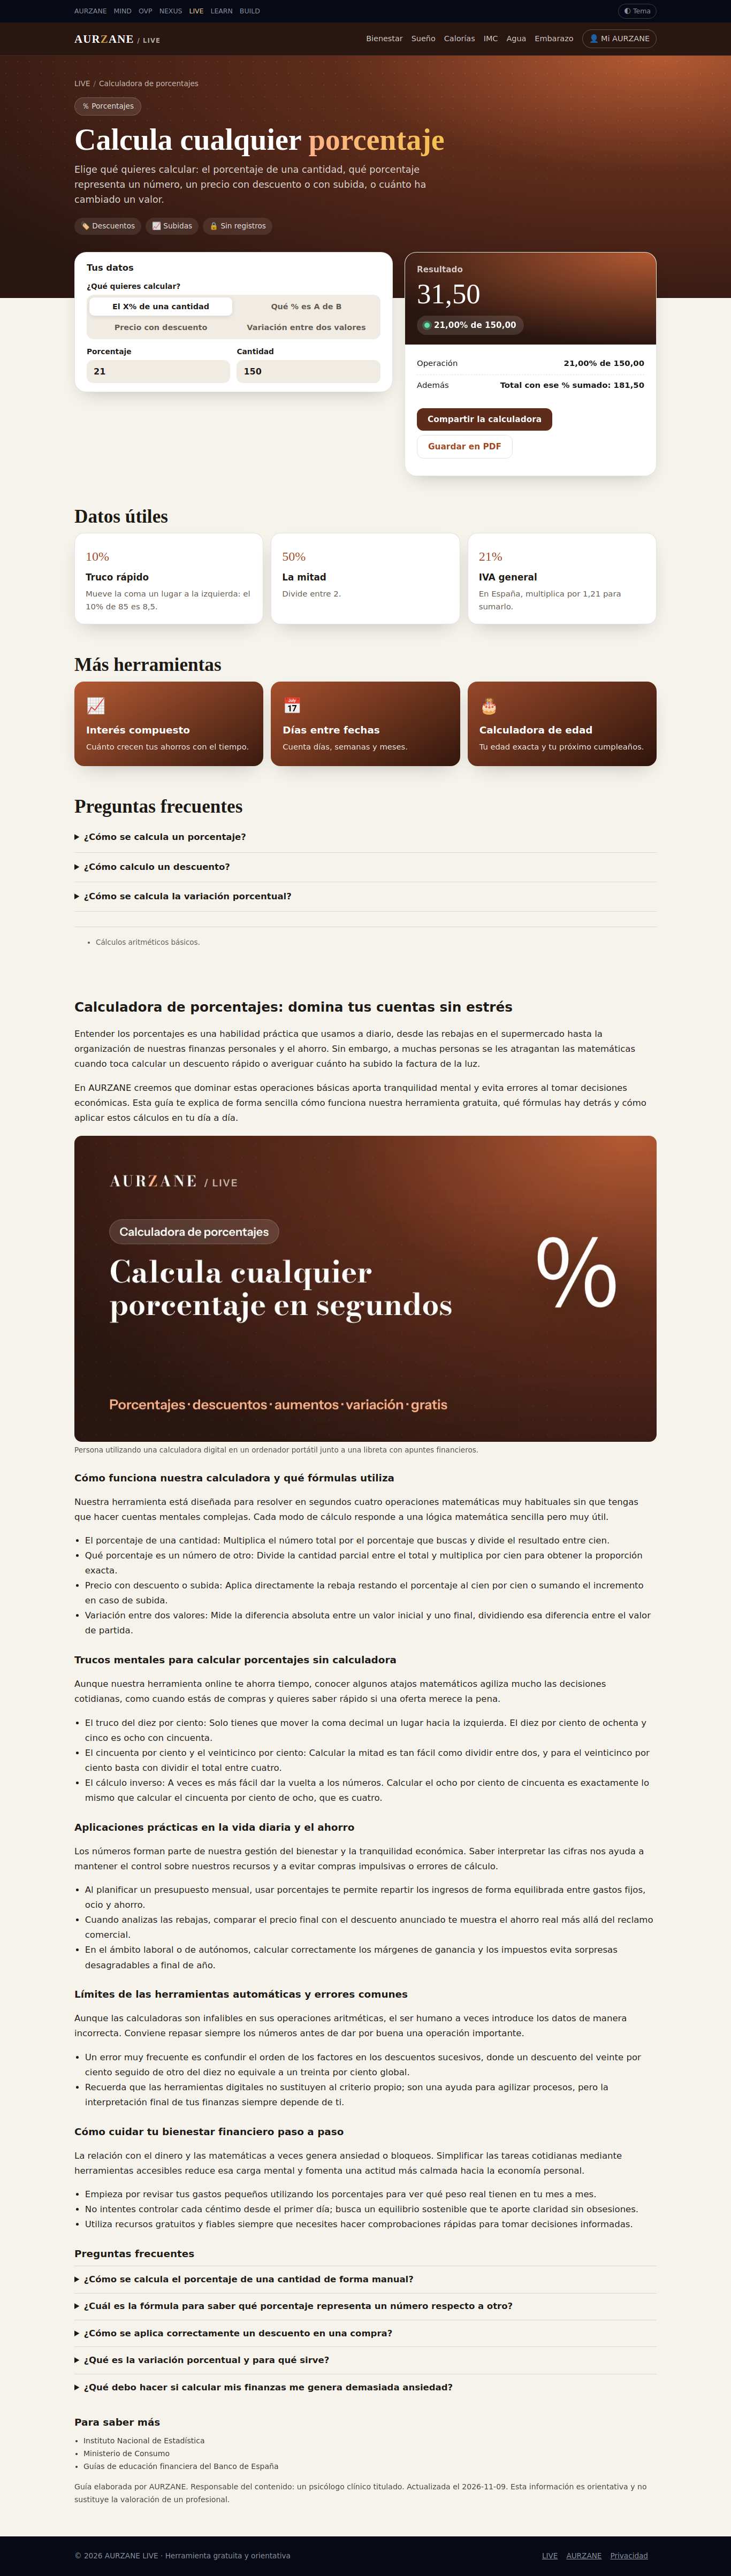 AURZANE MIND OVP NEXUS LIVE LEARN BUILD
◐ Tema
AURZANE / LIVE
Bienestar Sueño Calorías IMC Agua Embarazo 👤 Mi AURZANE
LIVE / Calculadora de porcentajes
% Porcentajes
Calcula cualquier porcentaje
Elige qué quieres calcular: el porcentaje de una cantidad, qué porcentaje
representa un número, un precio con descuento o con subida, o cuánto ha
cambiado un valor.
🏷️ Descuentos 📈 Subidas 🔒 Sin registros
Tus datos
¿Qué quieres calcular?
El X% de una cantidad
Qué % es A de B
Precio con descuento
Variación entre dos valores
Porcentaje
Cantidad
21
150
Resultado
31,50
21,00% de 150,00
Operación 21,00% de 150,00
Además Total con ese % sumado: 181,50
Compartir la calculadora
Guardar en PDF
Datos útiles
10%
Truco rápido
Mueve la coma un lugar a la izquierda: el
10% de 85 es 8,5.
50%
La mitad
Divide entre 2.
21%
IVA general
En España, multiplica por 1,21 para
sumarlo.
Más herramientas
Interés compuesto
Cuánto crecen tus ahorros con el tiempo.
Días entre fechas
Cuenta días, semanas y meses.
Calculadora de edad
Tu edad exacta y tu próximo cumpleaños.
Preguntas frecuentes
¿Cómo se calcula un porcentaje?
¿Cómo calculo un descuento?
¿Cómo se calcula la variación porcentual?
• Cálculos aritméticos básicos.
Calculadora de porcentajes: domina tus cuentas sin estrés
Entender los porcentajes es una habilidad práctica que usamos a diario, desde las rebajas en el supermercado hasta la
organización de nuestras finanzas personales y el ahorro. Sin embargo, a muchas personas se les atragantan las matemáticas
cuando toca calcular un descuento rápido o averiguar cuánto ha subido la factura de la luz.
En AURZANE creemos que dominar estas operaciones básicas aporta tranquilidad mental y evita errores al tomar decisiones
económicas. Esta guía te explica de forma sencilla cómo funciona nuestra herramienta gratuita, qué fórmulas hay detrás y cómo
aplicar estos cálculos en tu día a día.
AURZANE / LIVE
Calculadora de porcentajes
Calcula cualquier
porcentaje en segundos
%
Porcentajes · descuentos · aumentos · variación · gratis
Persona utilizando una calculadora digital en un ordenador portátil junto a una libreta con apuntes financieros.
Cómo funciona nuestra calculadora y qué fórmulas utiliza
Nuestra herramienta está diseñada para resolver en segundos cuatro operaciones matemáticas muy habituales sin que tengas
que hacer cuentas mentales complejas. Cada modo de cálculo responde a una lógica matemática sencilla pero muy útil.
• El porcentaje de una cantidad: Multiplica el número total por el porcentaje que buscas y divide el resultado entre cien.
• Qué porcentaje es un número de otro: Divide la cantidad parcial entre el total y multiplica por cien para obtener la proporción
exacta.
• Precio con descuento o subida: Aplica directamente la rebaja restando el porcentaje al cien por cien o sumando el incremento
en caso de subida.
• Variación entre dos valores: Mide la diferencia absoluta entre un valor inicial y uno final, dividiendo esa diferencia entre el valor
de partida.
Trucos mentales para calcular porcentajes sin calculadora
Aunque nuestra herramienta online te ahorra tiempo, conocer algunos atajos matemáticos agiliza mucho las decisiones
cotidianas, como cuando estás de compras y quieres saber rápido si una oferta merece la pena.
• El truco del diez por ciento: Solo tienes que mover la coma decimal un lugar hacia la izquierda. El diez por ciento de ochenta y
cinco es ocho con cincuenta.
• El cincuenta por ciento y el veinticinco por ciento: Calcular la mitad es tan fácil como dividir entre dos, y para el veinticinco por
ciento basta con dividir el total entre cuatro.
• El cálculo inverso: A veces es más fácil dar la vuelta a los números. Calcular el ocho por ciento de cincuenta es exactamente lo
mismo que calcular el cincuenta por ciento de ocho, que es cuatro.
Aplicaciones prácticas en la vida diaria y el ahorro
Los números forman parte de nuestra gestión del bienestar y la tranquilidad económica. Saber interpretar las cifras nos ayuda a
mantener el control sobre nuestros recursos y a evitar compras impulsivas o errores de cálculo.
• Al planificar un presupuesto mensual, usar porcentajes te permite repartir los ingresos de forma equilibrada entre gastos fijos,
ocio y ahorro.
• Cuando analizas las rebajas, comparar el precio final con el descuento anunciado te muestra el ahorro real más allá del reclamo
comercial.
• En el ámbito laboral o de autónomos, calcular correctamente los márgenes de ganancia y los impuestos evita sorpresas
desagradables a final de año.
Límites de las herramientas automáticas y errores comunes
Aunque las calculadoras son infalibles en sus operaciones aritméticas, el ser humano a veces introduce los datos de manera
incorrecta. Conviene repasar siempre los números antes de dar por buena una operación importante.
• Un error muy frecuente es confundir el orden de los factores en los descuentos sucesivos, donde un descuento del veinte por
ciento seguido de otro del diez no equivale a un treinta por ciento global.
• Recuerda que las herramientas digitales no sustituyen al criterio propio; son una ayuda para agilizar procesos, pero la
interpretación final de tus finanzas siempre depende de ti.
Cómo cuidar tu bienestar financiero paso a paso
La relación con el dinero y las matemáticas a veces genera ansiedad o bloqueos. Simplificar las tareas cotidianas mediante
herramientas accesibles reduce esa carga mental y fomenta una actitud más calmada hacia la economía personal.
• Empieza por revisar tus gastos pequeños utilizando los porcentajes para ver qué peso real tienen en tu mes a mes.
• No intentes controlar cada céntimo desde el primer día; busca un equilibrio sostenible que te aporte claridad sin obsesiones.
• Utiliza recursos gratuitos y fiables siempre que necesites hacer comprobaciones rápidas para tomar decisiones informadas.
Preguntas frecuentes
¿Cómo se calcula el porcentaje de una cantidad de forma manual?
¿Cuál es la fórmula para saber qué porcentaje representa un número respecto a otro?
¿Cómo se aplica correctamente un descuento en una compra?
¿Qué es la variación porcentual y para qué sirve?
¿Qué debo hacer si calcular mis finanzas me genera demasiada ansiedad?
Para saber más
• Instituto Nacional de Estadística
• Ministerio de Consumo
• Guías de educación financiera del Banco de España
Guía elaborada por AURZANE. Responsable del contenido: un psicólogo clínico titulado. Actualizada el 2026-11-09. Esta información es orientativa y no
sustituye la valoración de un profesional.
© 2026 AURZANE LIVE · Herramienta gratuita y orientativa
LIVE AURZANE Privacidad